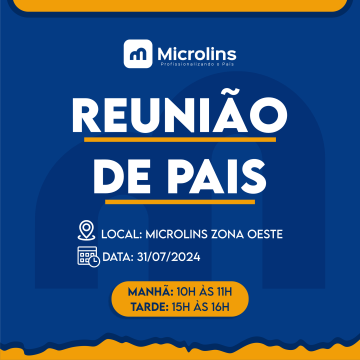 Microlins
Profissionalizando o País
REUNIÃO
DE PAIS
LOCAL: MICROLINS ZONA OESTE
DATA: 31/07/2024
MANHÃ: 10H ÀS 11H
TARDE: 15H ÀS 16H